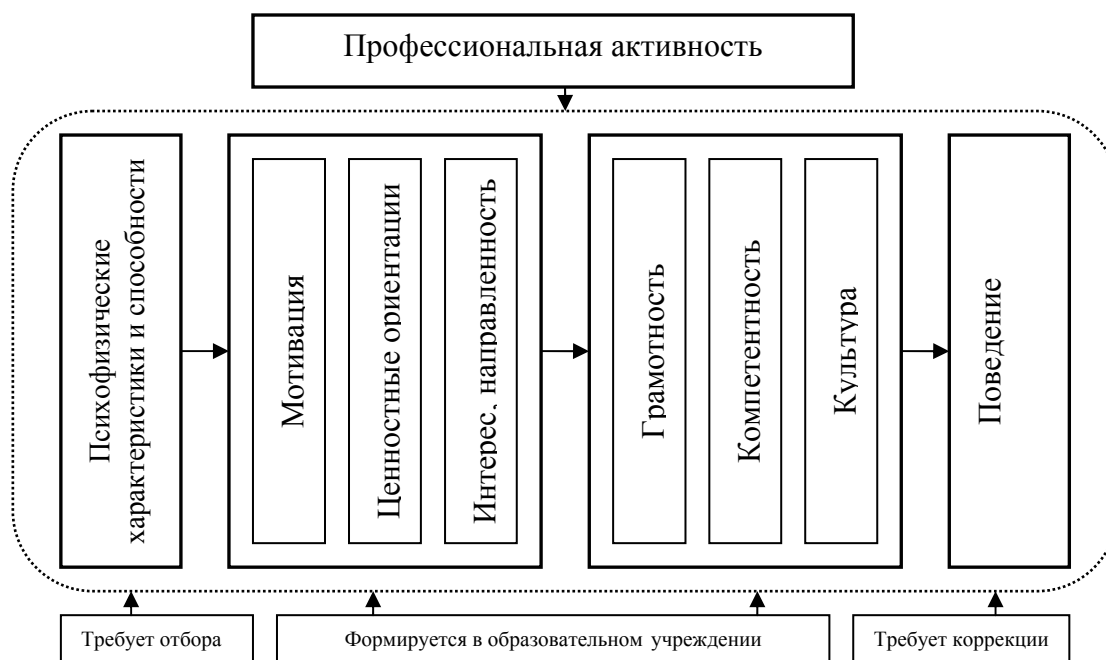 Профессиональная активность
Психофизические
характеристики и способности
Мотивация
Ценностные ориентации
Интерес, направленность
Грамотность
Компетентность
Культура
Поведение
Требует отбора
Формируется в образовательном учреждении
Требует коррекции